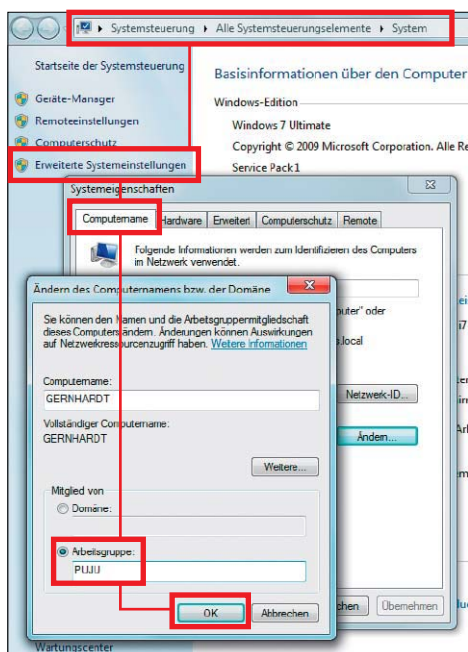 Systemsteuerung ▸ Alle Systemsteuerungselemente ▸ System
Startseite der Systemsteuerung
Geräte-Manager
Remoteeinstellungen
Computerschutz
Erweiterte Systemeinstellungen
Basisinformationen über den Computer
Windows-Edition
Windows 7 Ultimate
Copyright © 2009 Microsoft Corporation. Alle Re
Service Pack 1
Systemeigenschaften
Computername
Hardware
Erweitert
Computerschutz
Remote
Folgende Informationen werden zum Identifizieren des Computers
im Netzwerk verwendet.
puter" oder
s.local
Netzwerk-ID...
Ändern...
Übernehmen
Ändern des Computernamens bzw. der Domäne
Sie können den Namen und die Arbeitsgruppenmitgliedschaft
dieses Computers ändern. Änderungen können Auswirkungen
auf Netzwerkressourcenzugriff haben. Weitere Informationen
Computername:
GERNHARDT
Vollständiger Computername:
GERNHARDT
Weitere...
Mitglied von
Domäne:
Arbeitsgruppe:
PUJU
OK
Abbrechen
chen
Wartungscenter